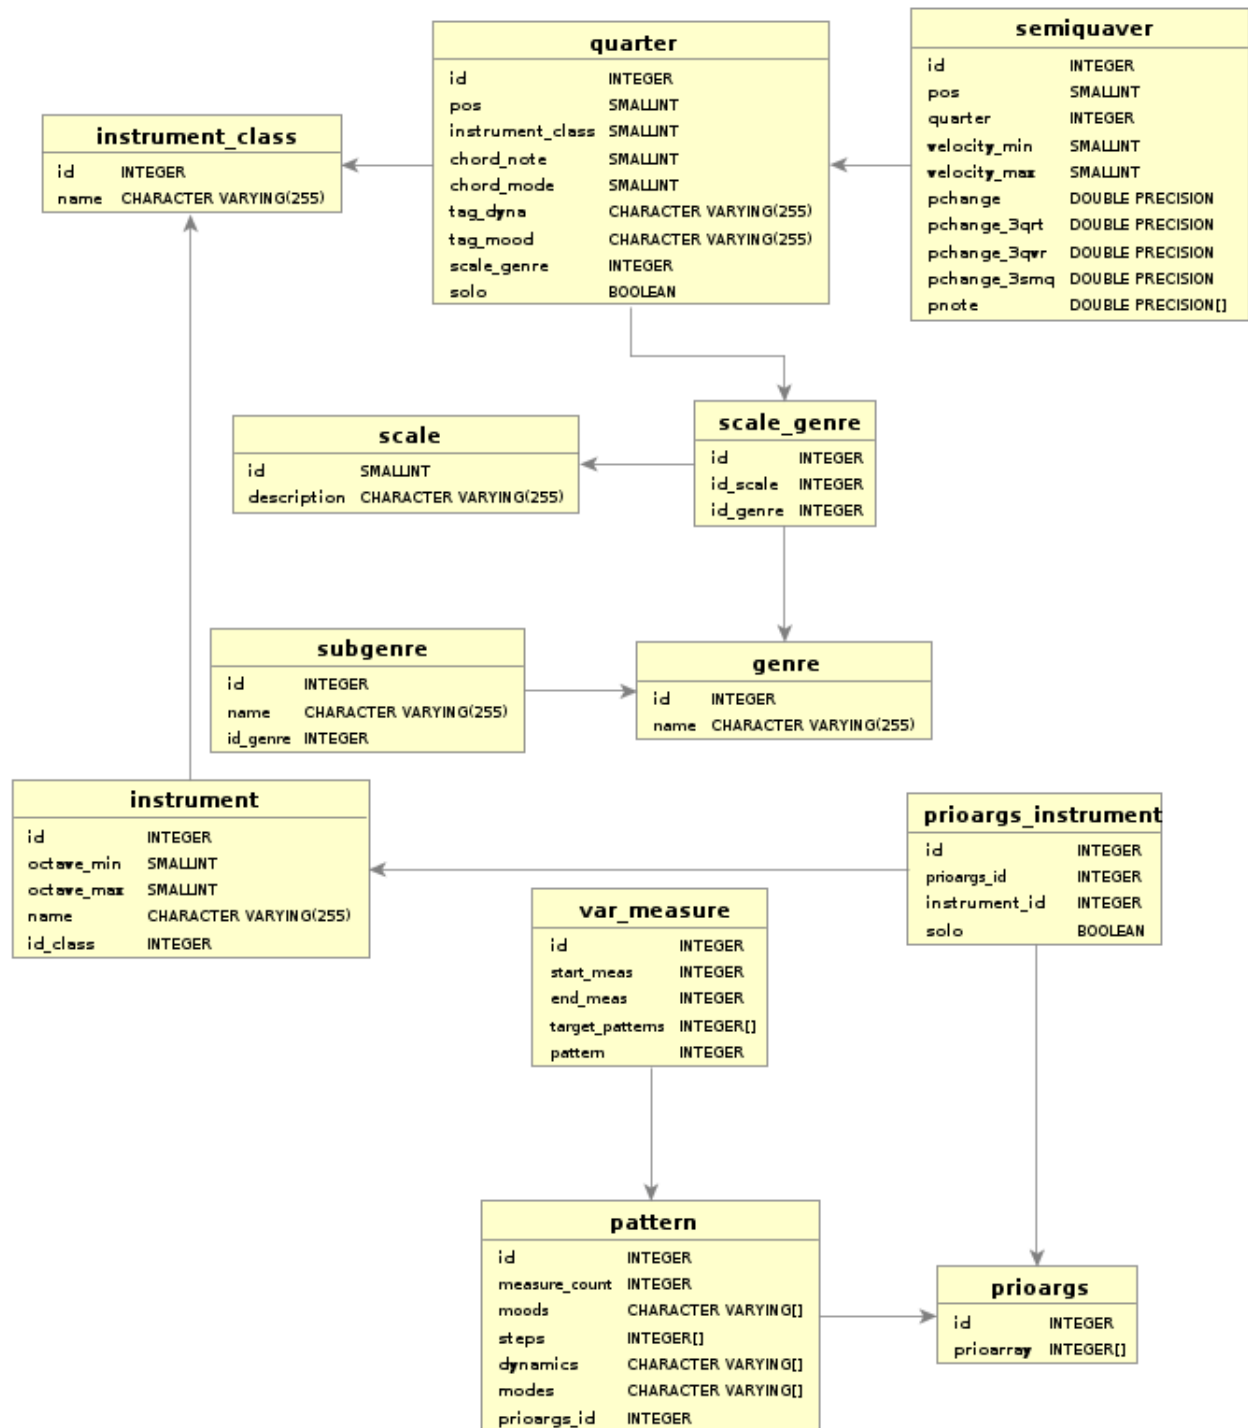 quarter
id INTEGER
pos SMALLINT
instrument_class SMALLINT
chord_note SMALLINT
chord_mode SMALLINT
tag_dyna CHARACTER VARYING(255)
tag_mood CHARACTER VARYING(255)
scale_genre INTEGER
solo BOOLEAN
semiquaver
id INTEGER
pos SMALLINT
quarter INTEGER
velocity_min SMALLINT
velocity_max SMALLINT
pchange DOUBLE PRECISION
pchange_3qrt DOUBLE PRECISION
pchange_3qvr DOUBLE PRECISION
pchange_3smq DOUBLE PRECISION
pnote DOUBLE PRECISION[]
instrument_class
id INTEGER
name CHARACTER VARYING(255)
scale
id SMALLINT
description CHARACTER VARYING(255)
scale_genre
id INTEGER
id_scale INTEGER
id_genre INTEGER
subgenre
id INTEGER
name CHARACTER VARYING(255)
id_genre INTEGER
genre
id INTEGER
name CHARACTER VARYING(255)
instrument
id INTEGER
octave_min SMALLINT
octave_max SMALLINT
name CHARACTER VARYING(255)
id_class INTEGER
prioargs_instrument
id INTEGER
prioargs_id INTEGER
instrument_id INTEGER
solo BOOLEAN
var_measure
id INTEGER
start_meas INTEGER
end_meas INTEGER
target_patterns INTEGER[]
pattern INTEGER
pattern
id INTEGER
measure_count INTEGER
moods CHARACTER VARYING[]
steps INTEGER[]
dynamics CHARACTER VARYING[]
modes CHARACTER VARYING[]
prioargs_id INTEGER
prioargs
id INTEGER
prioarray INTEGER[]